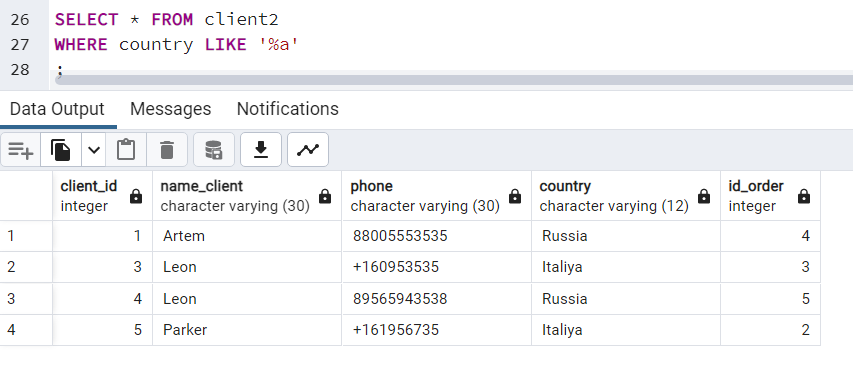 26 SELECT * FROM client2
27 WHERE country LIKE '%a'
28 ;
Data Output Messages Notifications
client_id name_client phone country id_order
integer character varying (30) character varying (30) character varying (12) integer
1 1 Artem 88005553535 Russia 4
2 3 Leon +160953535 Italiya 3
3 4 Leon 89565943538 Russia 5
4 5 Parker +161956735 Italiya 2